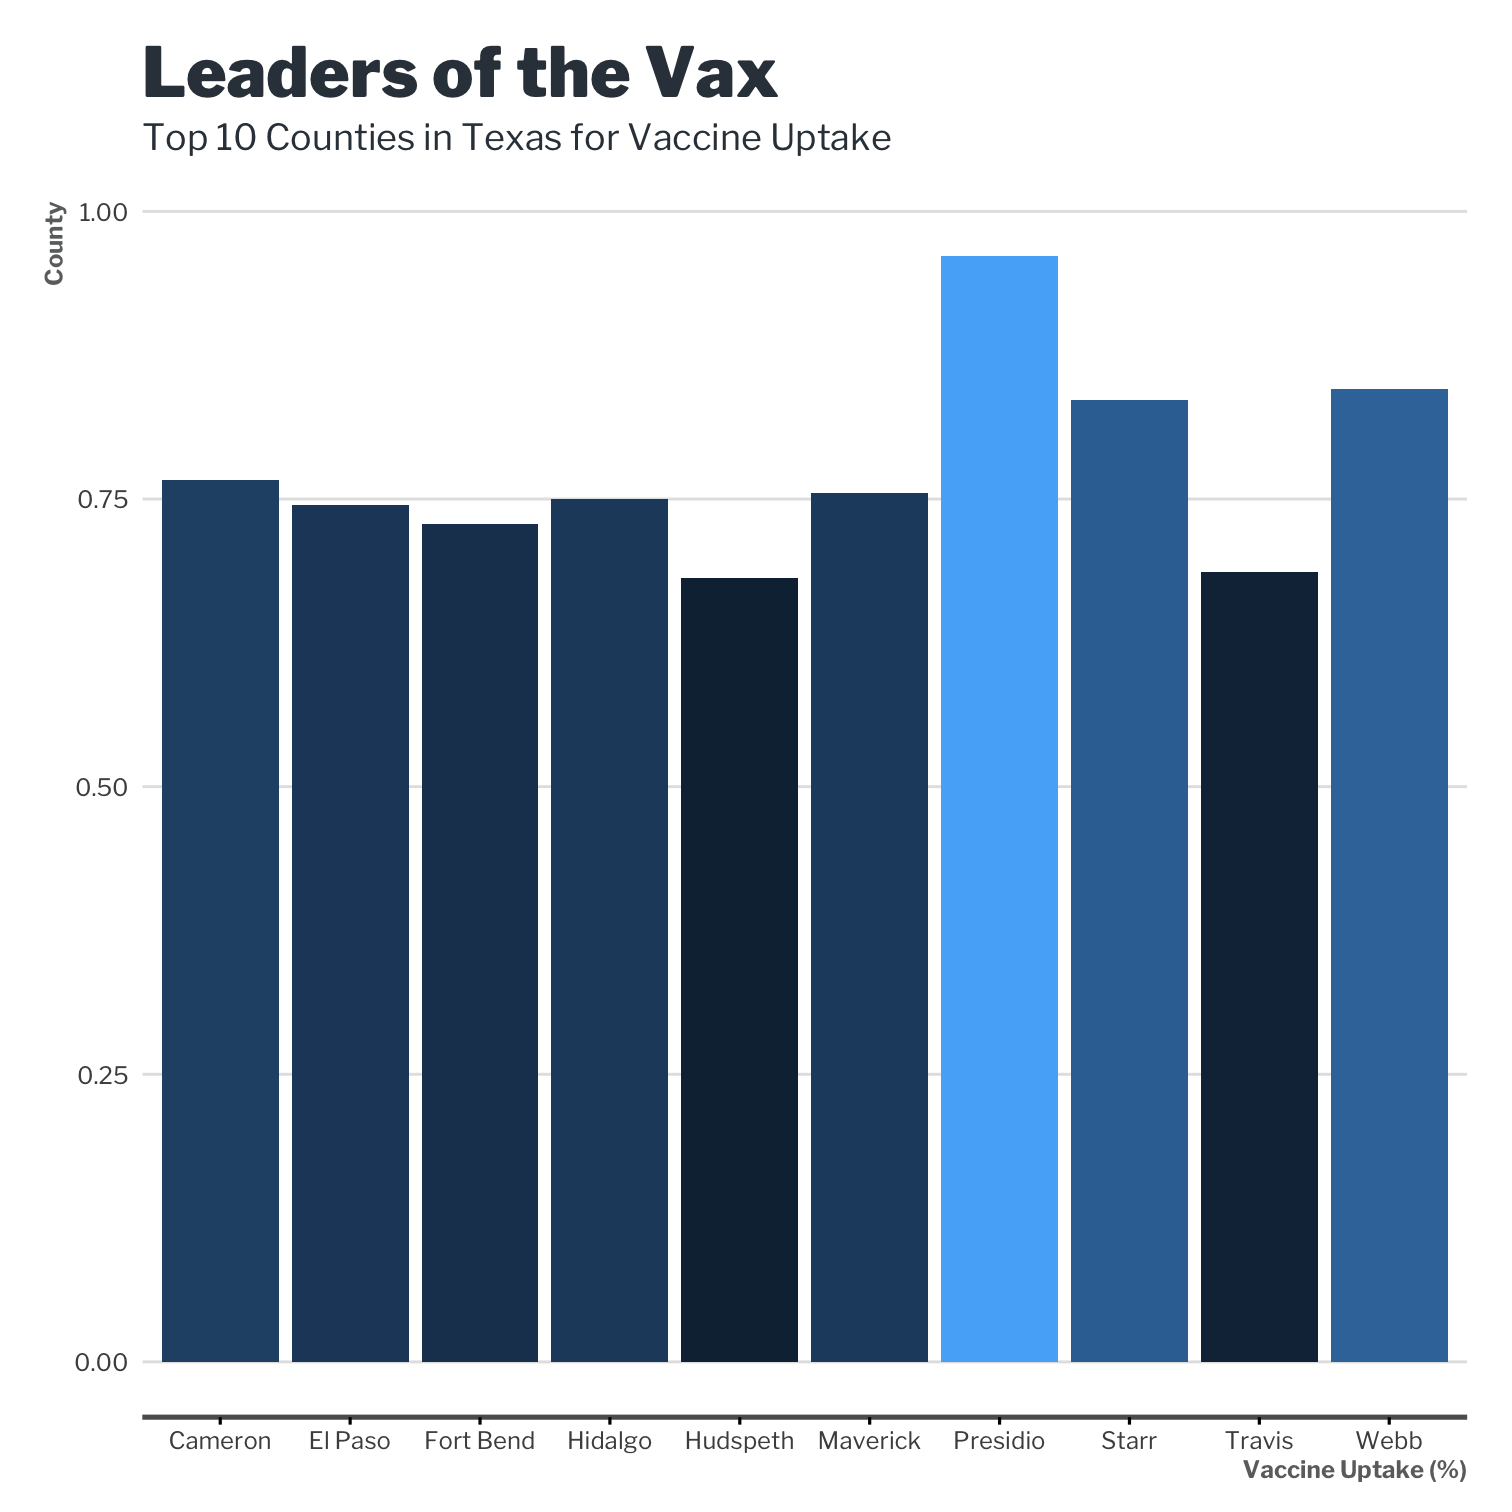 Leaders of the Vax
Top 10 Counties in Texas for Vaccine Uptake
County
1.00
0.75
0.50
0.25
0.00
Cameron El Paso Fort Bend Hidalgo Hudspeth Maverick Presidio Starr Travis Webb
Vaccine Uptake (%)